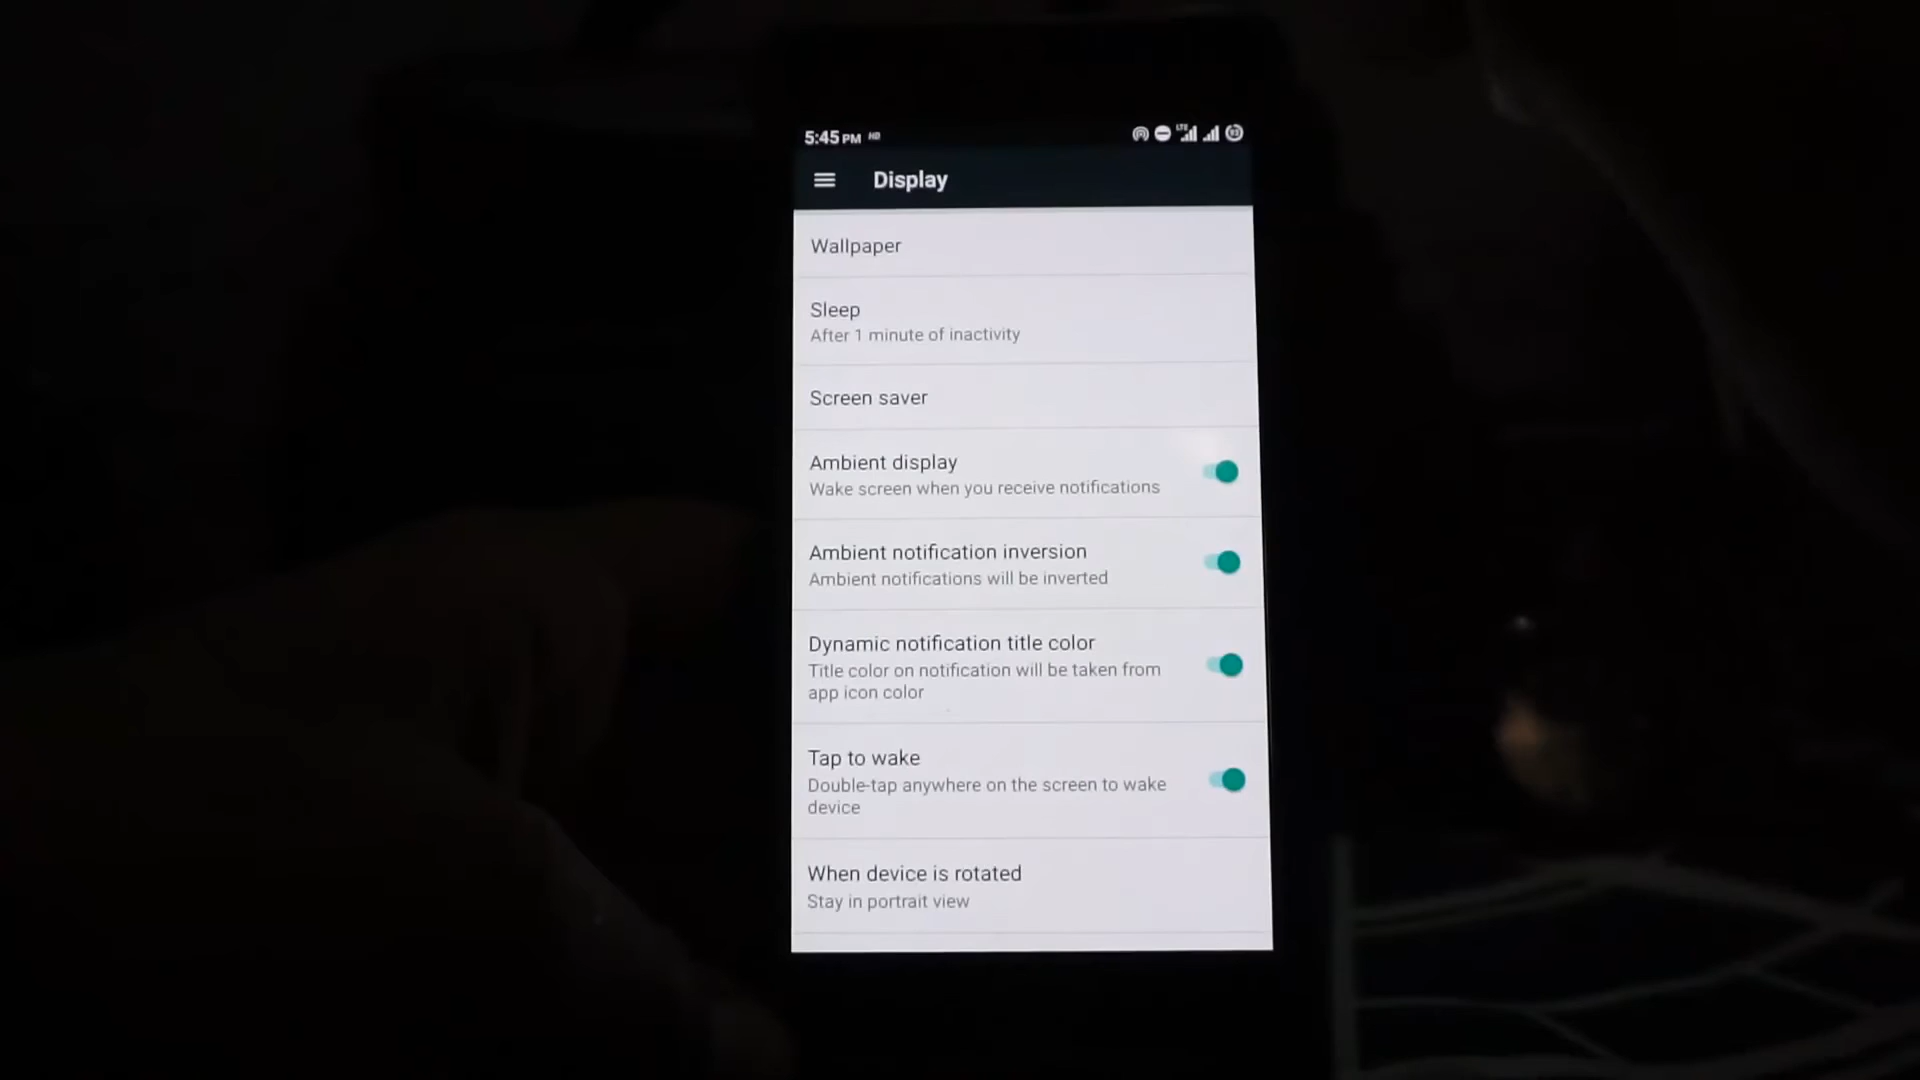 5:45 PM HD LTE
Display
Wallpaper
Sleep
After 1 minute of inactivity
Screen saver
Ambient display
Wake screen when you receive notifications
Ambient notification inversion
Ambient notifications will be inverted
Dynamic notification title color
Title color on notification will be taken from
app icon color
Tap to wake
Double-tap anywhere on the screen to wake
device
When device is rotated
Stay in portrait view